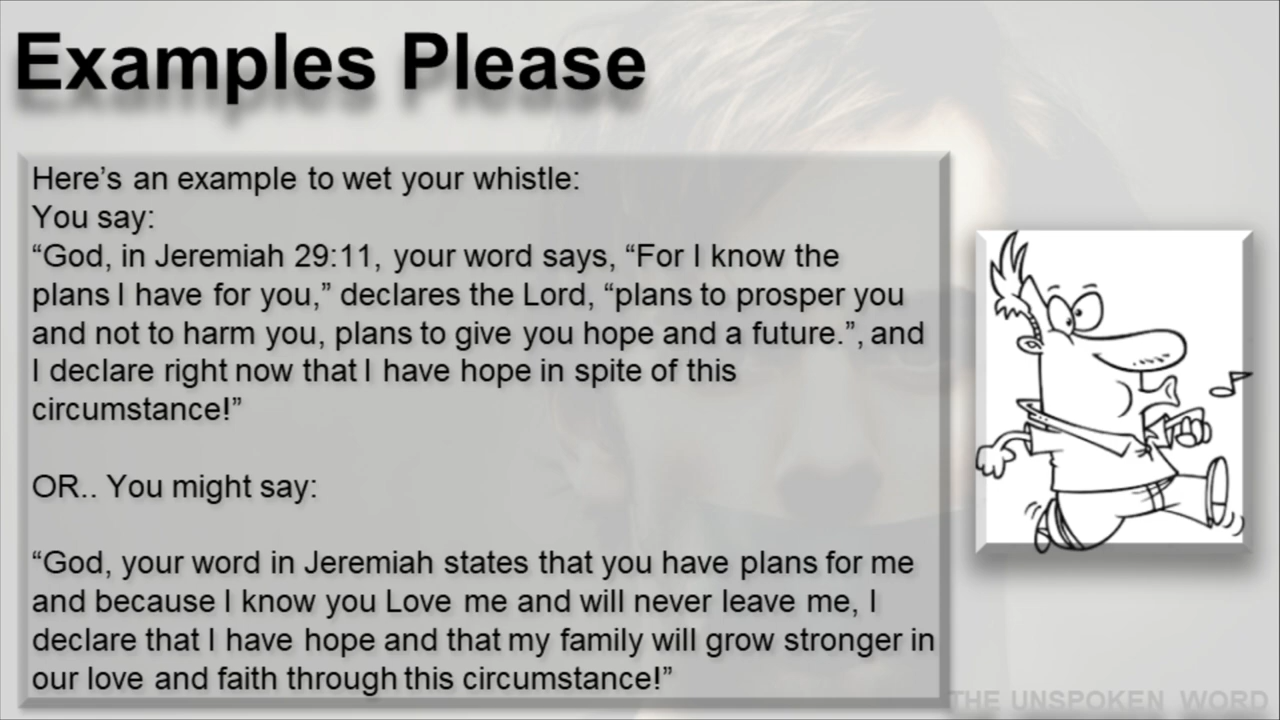 Examples Please
Here’s an example to wet your whistle:
You say:
“God, in Jeremiah 29:11, your word says, “For I know the
plans I have for you,” declares the Lord, “plans to prosper you
and not to harm you, plans to give you hope and a future.”, and
I declare right now that I have hope in spite of this
circumstance!”
OR.. You might say:
“God, your word in Jeremiah states that you have plans for me
and because I know you Love me and will never leave me, I
declare that I have hope and that my family will grow stronger in
our love and faith through this circumstance!”
THE UNSPOKEN WORD